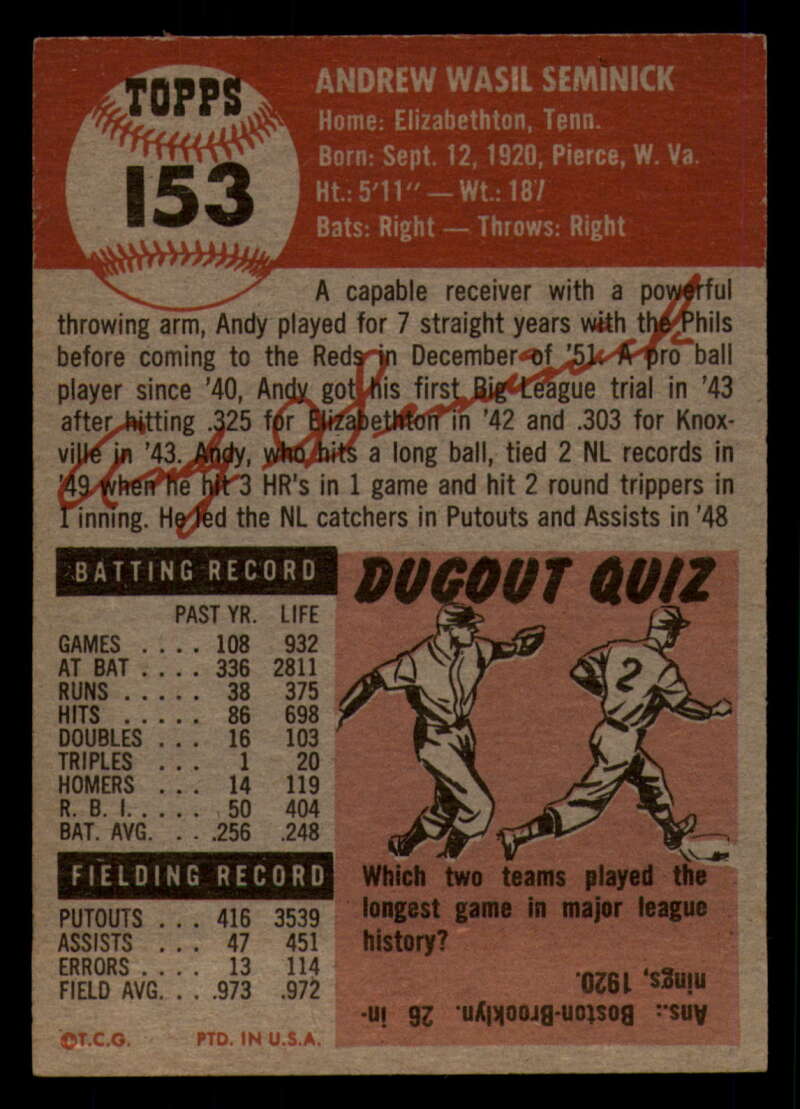 TOPPS
153
ANDREW WASIL SEMINICK
Home: Elizabethton, Tenn.
Born: Sept. 12, 1920, Pierce, W. Va.
Ht.: 5'11" — Wt.: 187
Bats: Right — Throws: Right
A capable receiver with a powerful
throwing arm, Andy played for 7 straight years with the Phils
before coming to the Reds in December of '51. A pro ball
player since '40, Andy got his first Big League trial in '43
after hitting .325 for Elizabethton in '42 and .303 for Knox-
ville in '43. Andy, who hits a long ball, tied 2 NL records in
'49 when he hit 3 HR's in 1 game and hit 2 round trippers in
1 inning. He led the NL catchers in Putouts and Assists in '48
BATTING RECORD
PAST YR. LIFE
GAMES .... 108 932
AT BAT .... 336 2811
RUNS ..... 38 375
HITS ..... 86 698
DOUBLES ... 16 103
TRIPLES ... 1 20
HOMERS ... 14 119
R. B. I. .... 50 404
BAT. AVG. ... .256 .248
FIELDING RECORD
PUTOUTS ... 416 3539
ASSISTS ... 47 451
ERRORS .... 13 114
FIELD AVG. ... .973 .972
©T.C.G. PTD. IN U.S.A.
DUGOUT QUIZ
2
Which two teams played the
longest game in major league
history?
Ans.: Boston-Brooklyn. 26 in-
nings, 1920.